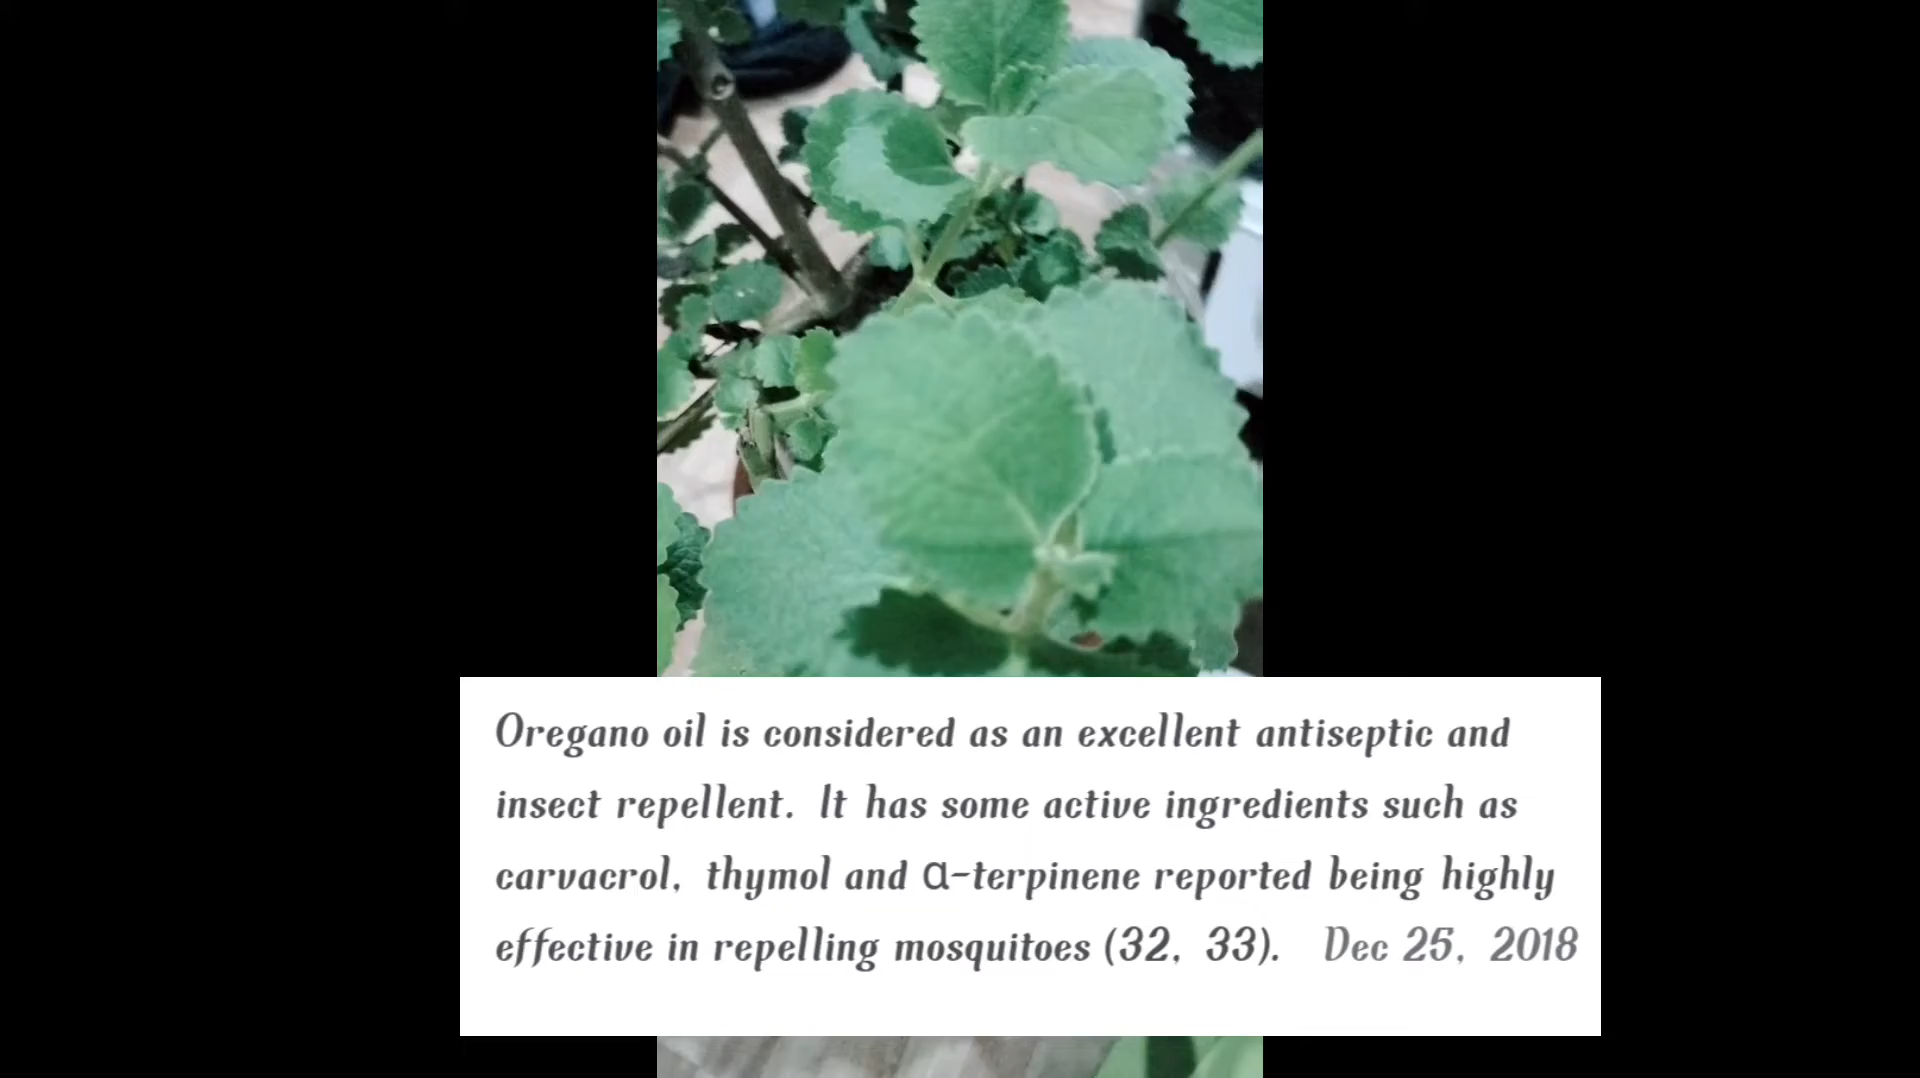 Oregano oil is considered as an excellent antiseptic and
insect repellent. It has some active ingredients such as
carvacrol, thymol and α-terpinene reported being highly
effective in repelling mosquitoes (32, 33). Dec 25, 2018